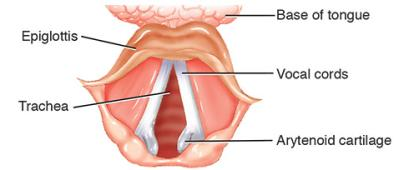 Base of tongue
Epiglottis
Vocal cords
Trachea
Arytenoid cartilage